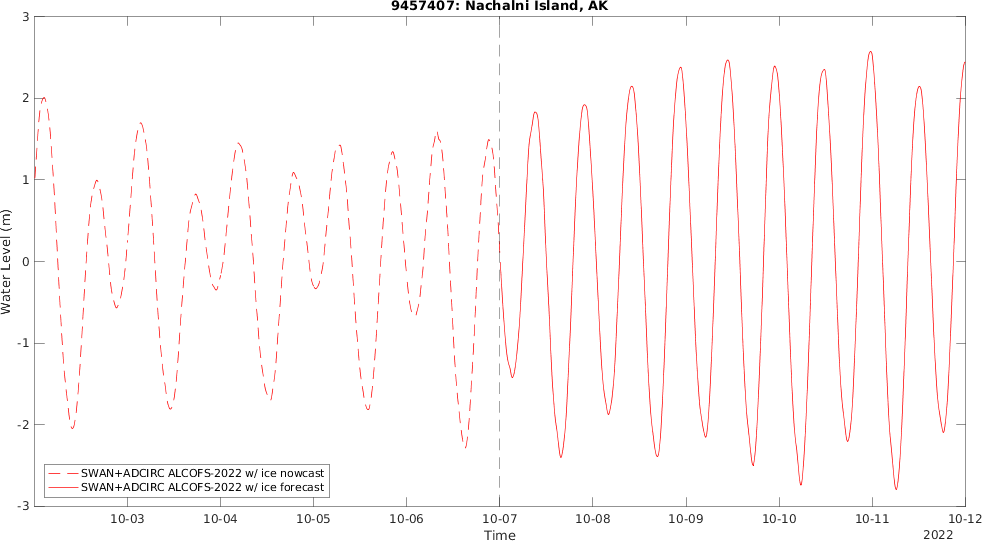 9457407: Nachalni Island, AK
Water Level (m)
3
2
1
0
-1
-2
-3
SWAN+ADCIRC ALCOFS-2022 w/ ice nowcast
SWAN+ADCIRC ALCOFS-2022 w/ ice forecast
10-03 10-04 10-05 10-06 10-07 10-08 10-09 10-10 10-11 10-12
Time
2022